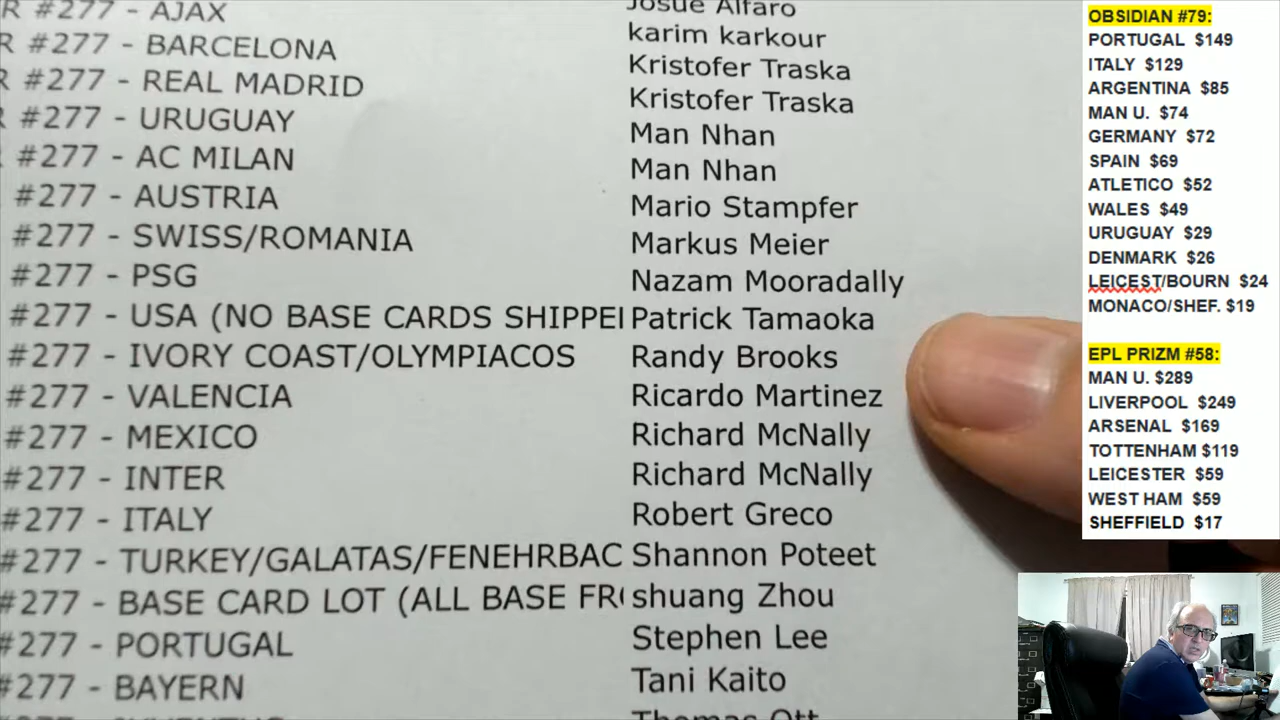 R #277 - AJAX Josue Alfaro
R #277 - BARCELONA karim karkour
R #277 - REAL MADRID Kristofer Traska
R #277 - URUGUAY Kristofer Traska
#277 - AC MILAN Man Nhan
#277 - AUSTRIA Man Nhan
#277 - SWISS/ROMANIA Mario Stampfer
#277 - PSG Markus Meier
#277 - USA (NO BASE CARDS SHIPPE Nazam Mooradally
#277 - IVORY COAST/OLYMPIACOS Patrick Tamaoka
#277 - VALENCIA Randy Brooks
#277 - MEXICO Ricardo Martinez
#277 - INTER Richard McNally
#277 - ITALY Richard McNally
#277 - TURKEY/GALATAS/FENEHRBAC Robert Greco
#277 - BASE CARD LOT (ALL BASE FR Shannon Poteet
#277 - PORTUGAL shuang Zhou
#277 - BAYERN Stephen Lee
Tani Kaito
Thomas Ott
OBSIDIAN #79:
PORTUGAL $149
ITALY $129
ARGENTINA $85
MAN U. $74
GERMANY $72
SPAIN $69
ATLETICO $52
WALES $49
URUGUAY $29
DENMARK $26
LEICEST/BOURN $24
MONACO/SHEF. $19
EPL PRIZM #58:
MAN U. $289
LIVERPOOL $249
ARSENAL $169
TOTTENHAM $119
LEICESTER $59
WEST HAM $59
SHEFFIELD $17